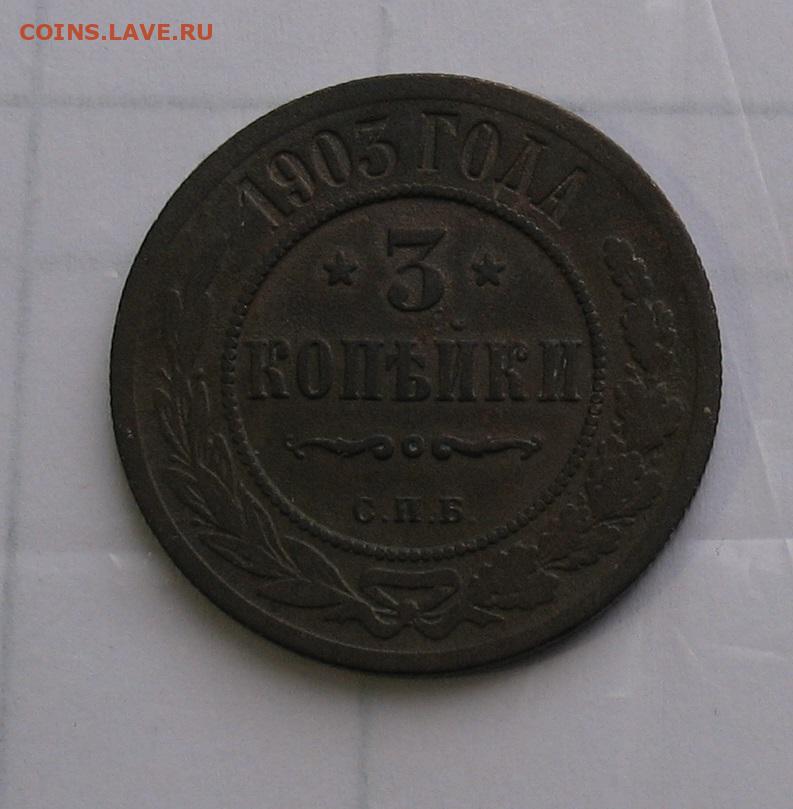 COINS.LAVE.RU
1903 ГОДА
3
КОПѢЙКИ
С.П.Б.